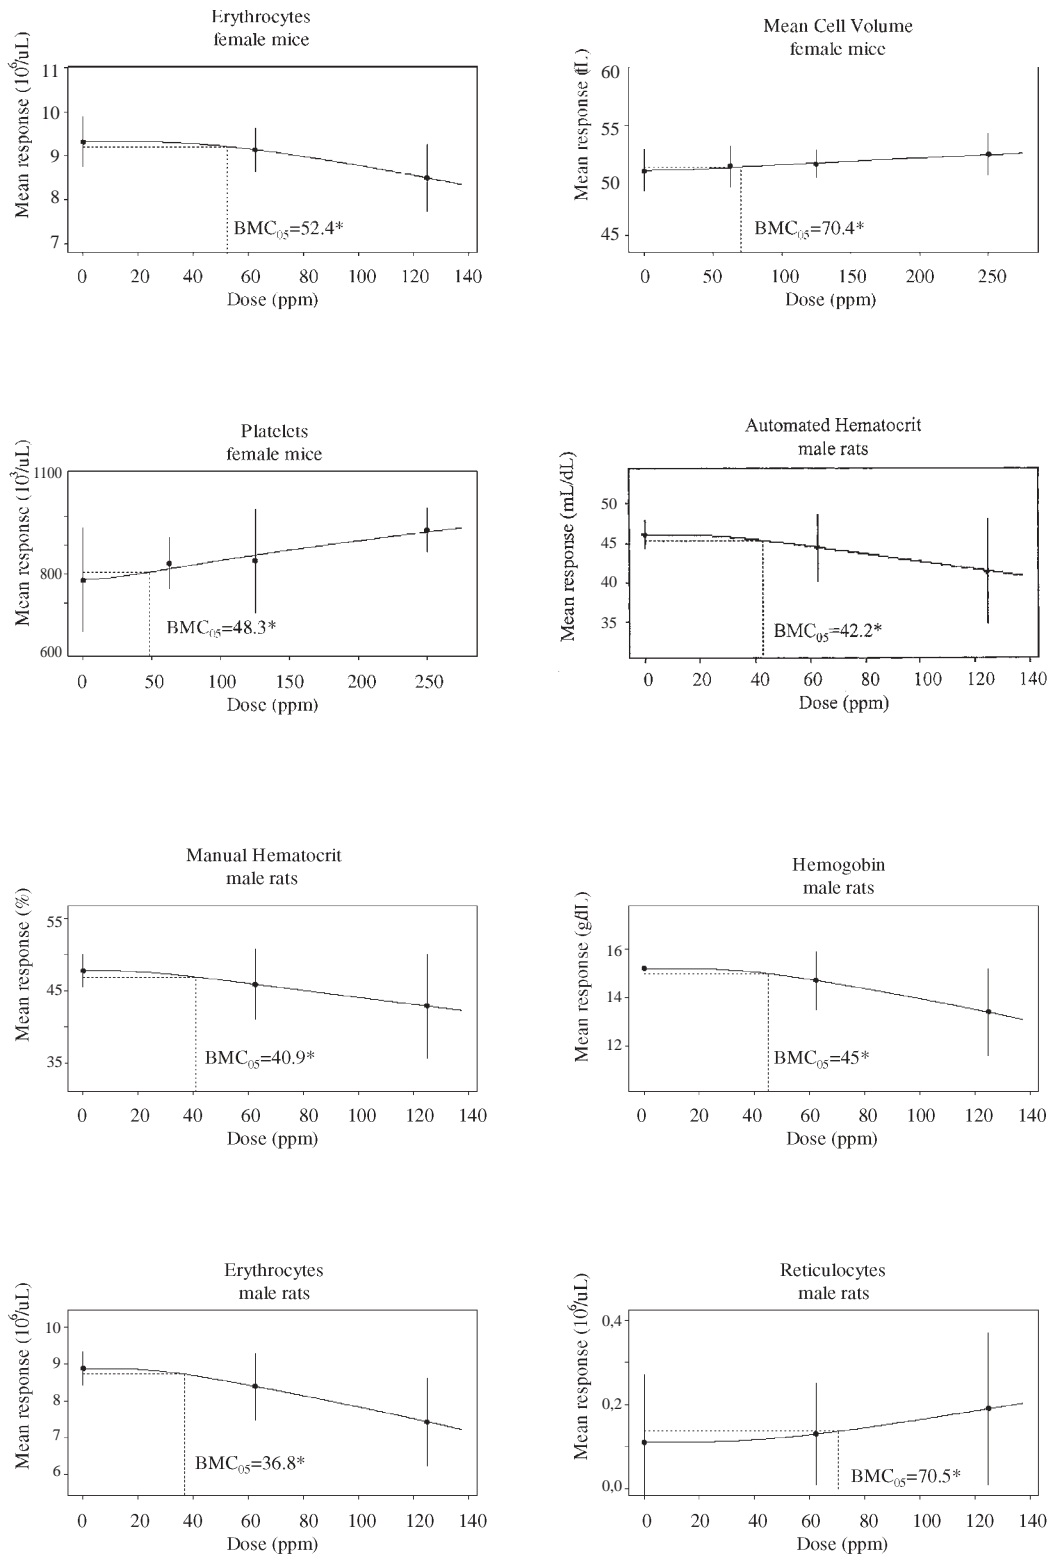 Erythrocytes
female mice
Mean response (10⁶/uL)
11
10
9
8
7
BMC₀₅=52.4*
0 20 40 60 80 100 120 140
Dose (ppm)
Mean Cell Volume
female mice
Mean response (fL)
60
55
50
45
BMC₀₅=70.4*
0 50 100 150 200 250
Dose (ppm)
Platelets
female mice
Mean response (10³/uL)
1100
800
600
BMC₀₅=48.3*
0 50 100 150 200 250
Dose (ppm)
Automated Hematocrit
male rats
Mean response (mL/dL)
50
45
40
35
BMC₀₅=42.2*
0 20 40 60 80 100 120 140
Dose (ppm)
Manual Hematocrit
male rats
Mean response (%)
55
45
35
BMC₀₅=40.9*
0 20 40 60 80 100 120 140
Dose (ppm)
Hemogobin
male rats
Mean response (g/dL)
16
14
12
BMC₀₅=45*
0 20 40 60 80 100 120 140
Dose (ppm)
Erythrocytes
male rats
Mean response (10⁶/uL)
10
9
8
7
6
BMC₀₅=36.8*
0 20 40 60 80 100 120 140
Dose (ppm)
Reticulocytes
male rats
Mean response (10⁶/uL)
0,4
0,2
0,0
BMC₀₅=70.5*
0 20 40 60 80 100 120 140
Dose (ppm)